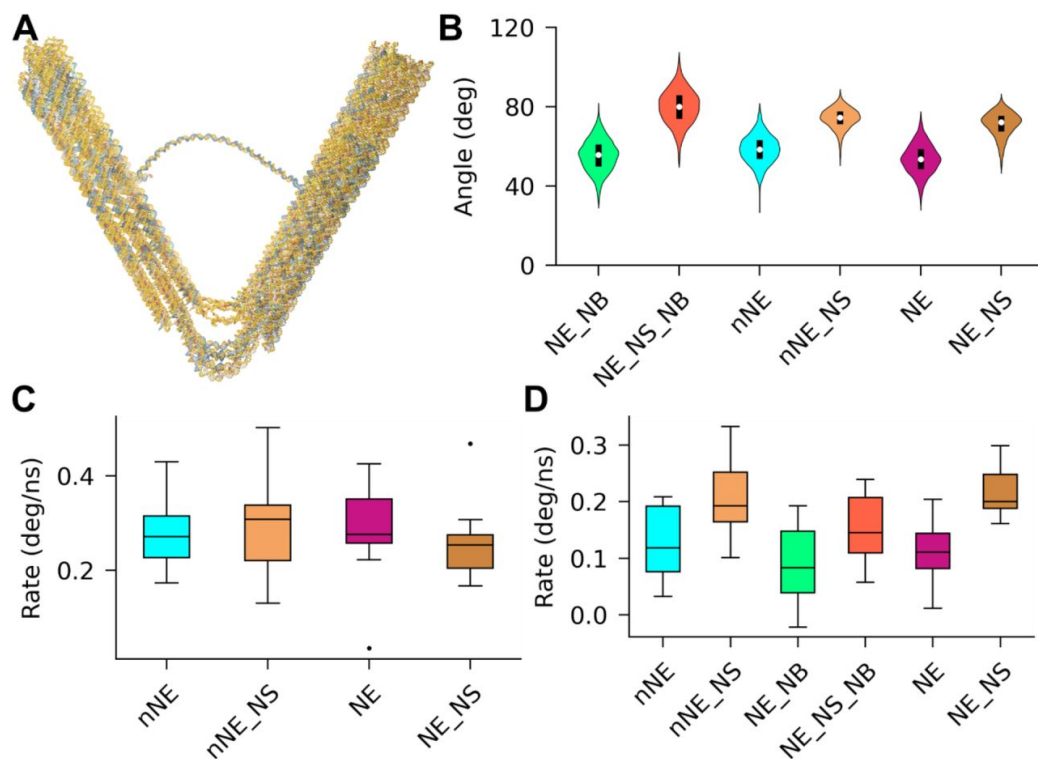 A
B
120
80
40
0
Angle (deg)
NE_NB
NE_NS_NB
nNE
nNE_NS
NE
NE_NS
C
0.4
0.2
Rate (deg/ns)
nNE
nNE_NS
NE
NE_NS
D
0.3
0.2
0.1
0.0
Rate (deg/ns)
nNE
nNE_NS
NE_NB
NE_NS_NB
NE
NE_NS